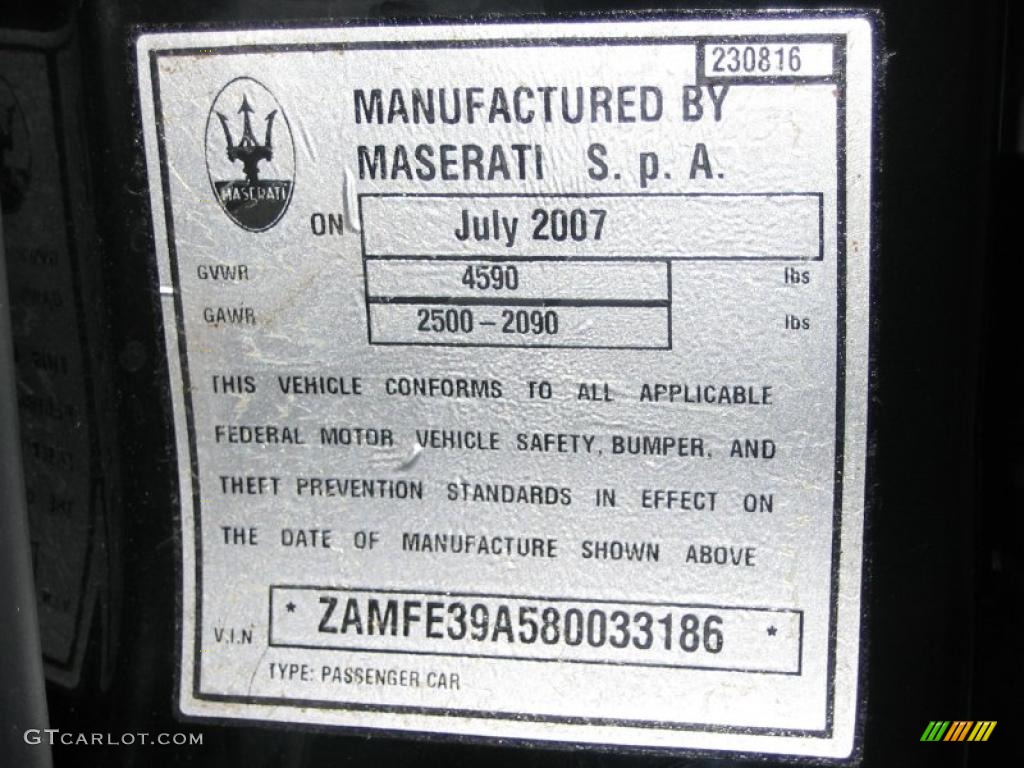 230816
MANUFACTURED BY
MASERATI S. p. A.
MASERATI
ON July 2007
GVWR 4590 lbs
GAWR 2500-2090 lbs
THIS VEHICLE CONFORMS TO ALL APPLICABLE
FEDERAL MOTOR VEHICLE SAFETY, BUMPER, AND
THEFT PREVENTION STANDARDS IN EFFECT ON
THE DATE OF MANUFACTURE SHOWN ABOVE
V.I.N * ZAMFE39A580033186 *
TYPE: PASSENGER CAR
GTCARLOT.COM